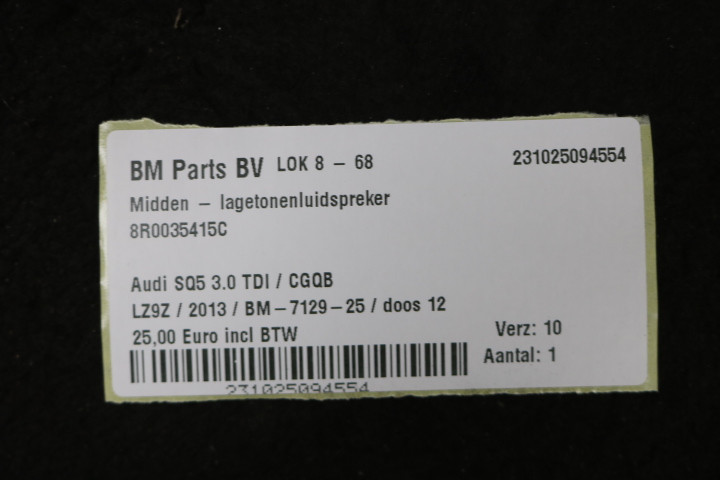 BM Parts BV LOK 8 – 68 231025094554
Midden – lagetonenluidspreker
8R0035415C
Audi SQ5 3.0 TDI / CGQB
LZ9Z / 2013 / BM–7129–25 / doos 12
25,00 Euro incl BTW Verz: 10
Aantal: 1
231025094554